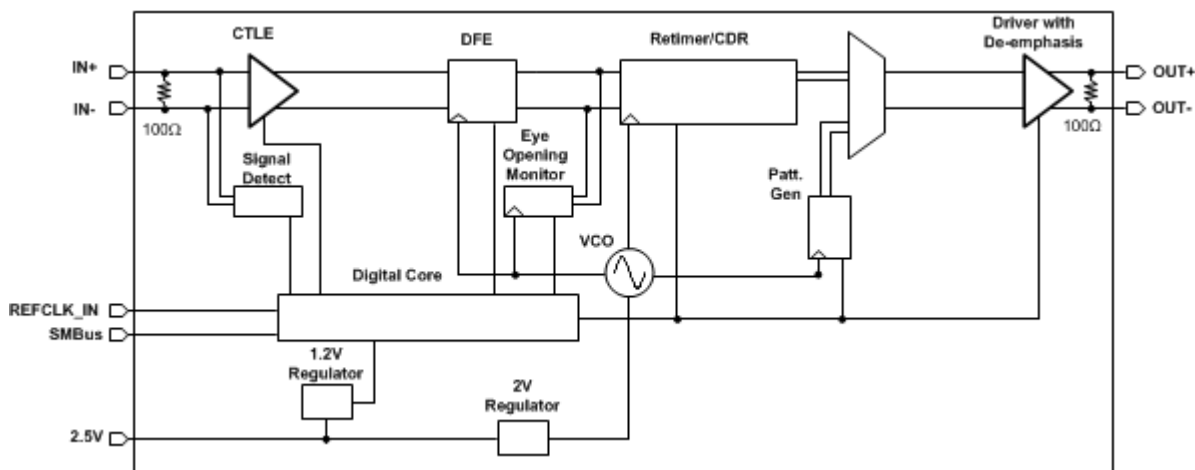 CTLE
DFE
Retimer/CDR
Driver with
De-emphasis
IN+
IN-
100Ω
OUT+
OUT-
100Ω
Signal
Detect
Eye
Opening
Monitor
Patt.
Gen
VCO
Digital Core
REFCLK_IN
SMBus
1.2V
Regulator
2V
Regulator
2.5V